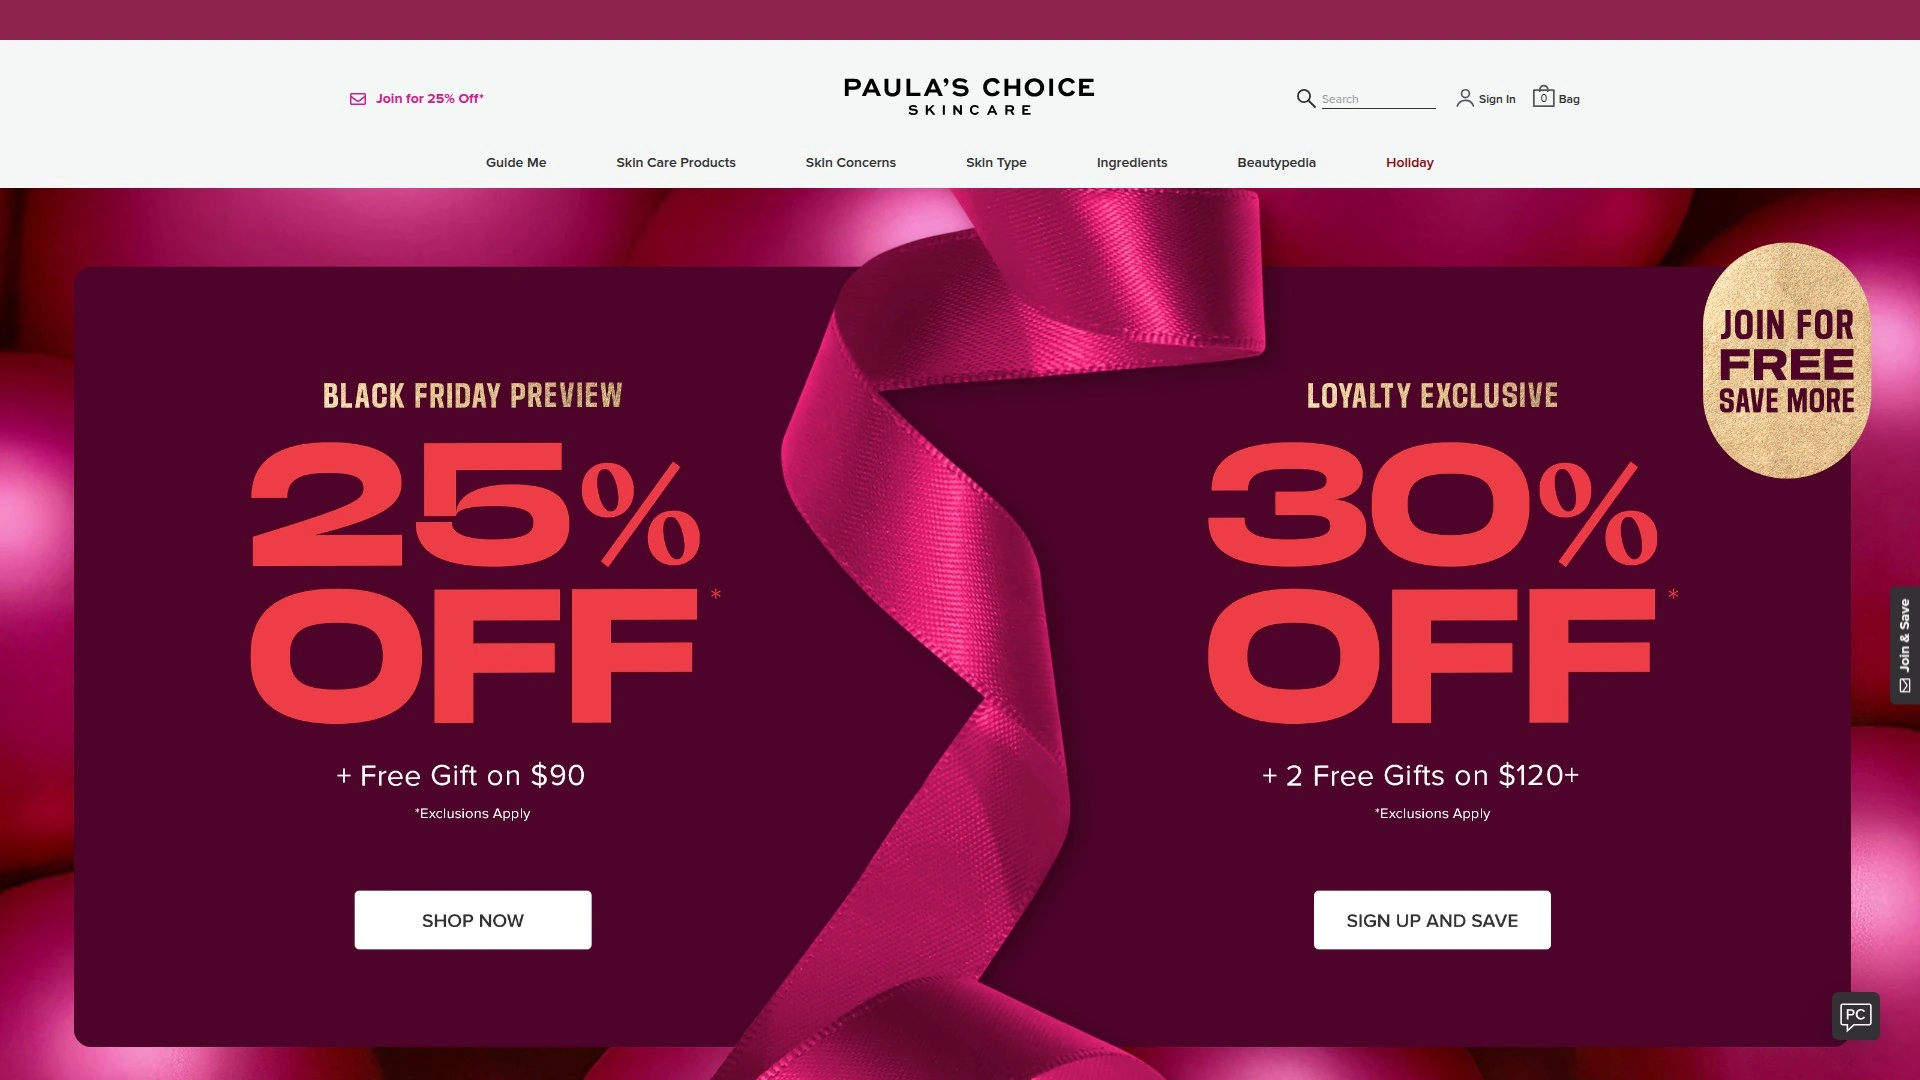 Join for 25% Off*
PAULA'S CHOICE
SKINCARE
Search
Sign In
0
Bag
Guide Me
Skin Care Products
Skin Concerns
Skin Type
Ingredients
Beautypedia
Holiday
BLACK FRIDAY PREVIEW
25%
OFF*
+ Free Gift on $90
*Exclusions Apply
SHOP NOW
LOYALTY EXCLUSIVE
30%
OFF*
+ 2 Free Gifts on $120+
*Exclusions Apply
SIGN UP AND SAVE
JOIN FOR
FREE
SAVE MORE
Join & Save
PC